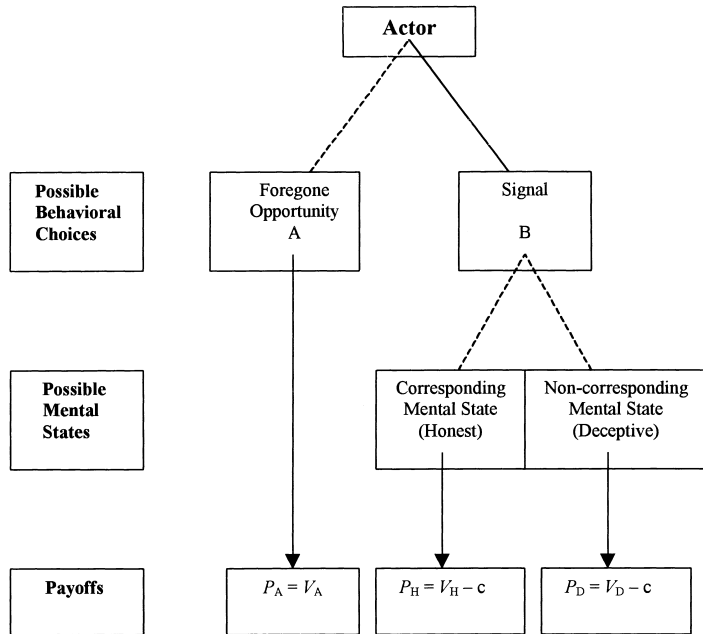 Actor
Possible
Behavioral
Choices
Foregone
Opportunity
A
Signal
B
Possible
Mental
States
Corresponding
Mental State
(Honest)
Non-corresponding
Mental State
(Deceptive)
Payoffs
P_A = V_A
P_H = V_H – c
P_D = V_D – c